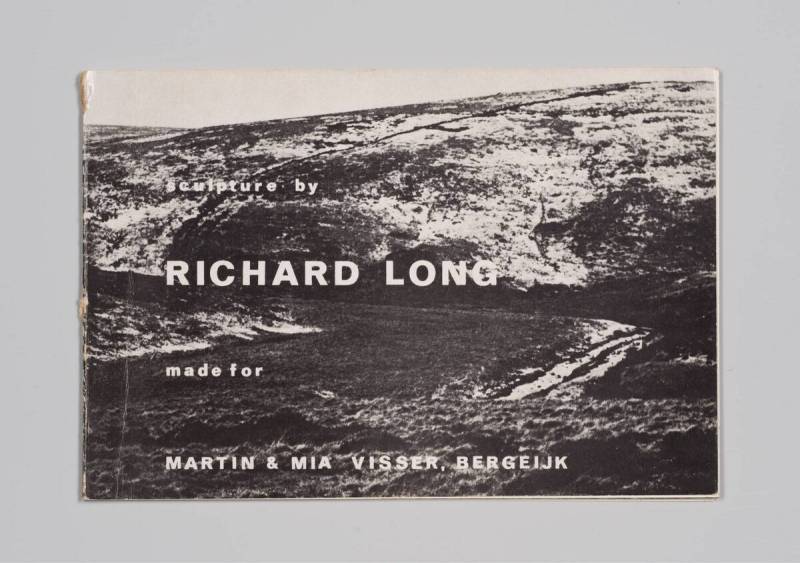 sculpture by
RICHARD LONG
made for
MARTIN & MIA VISSER, BERGEIJK